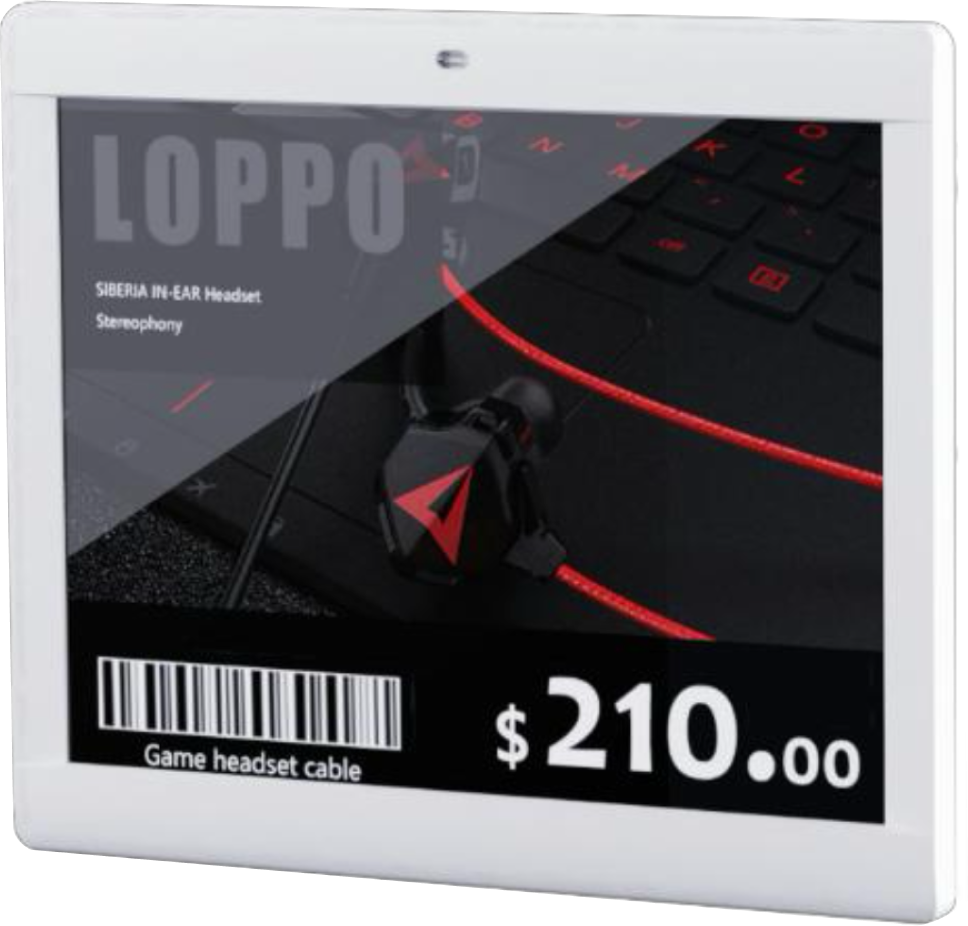 LOPPO
SIBERIA IN-EAR Headset
Stereophony
B
N
M
J
K
L
O
Game headset cable
$210.00